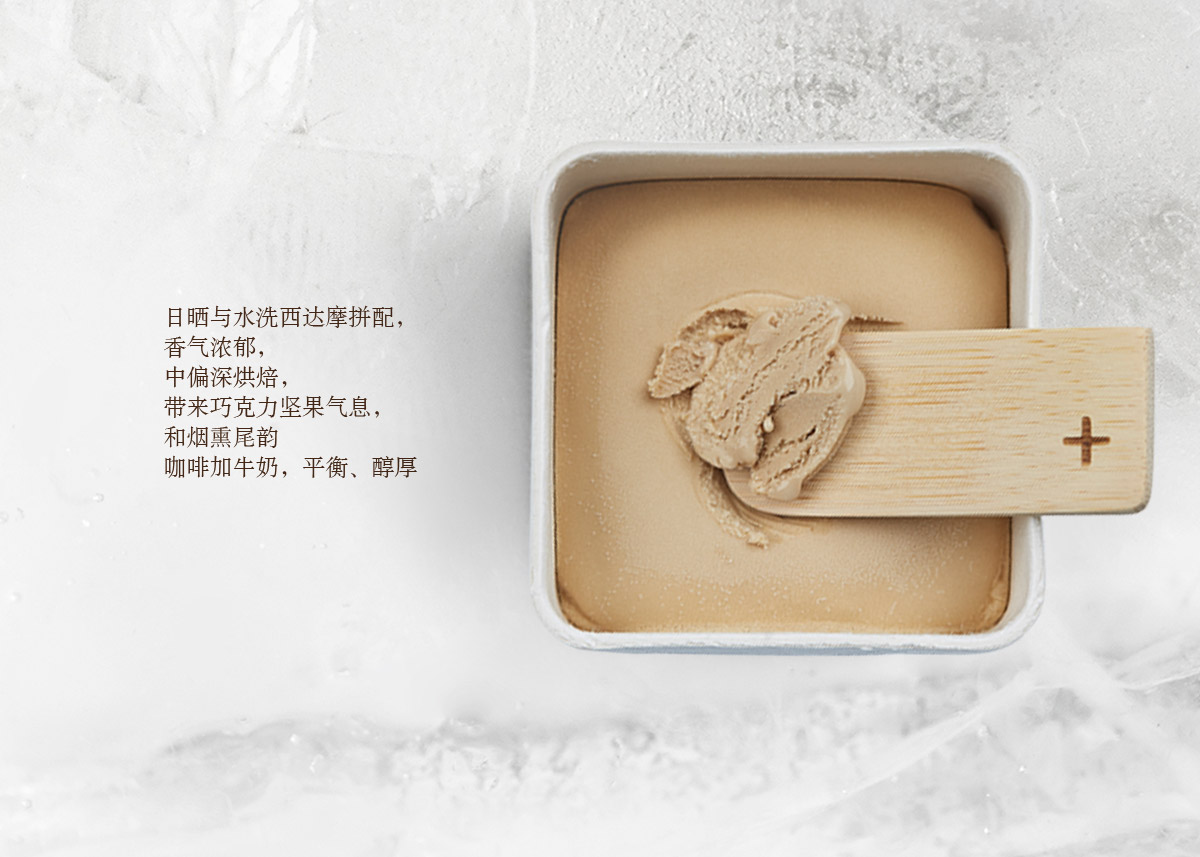 日晒与水洗西达摩拼配，
香气浓郁，
中偏深烘焙，
带来巧克力坚果气息，
和烟熏尾韵
咖啡加牛奶，平衡、醇厚